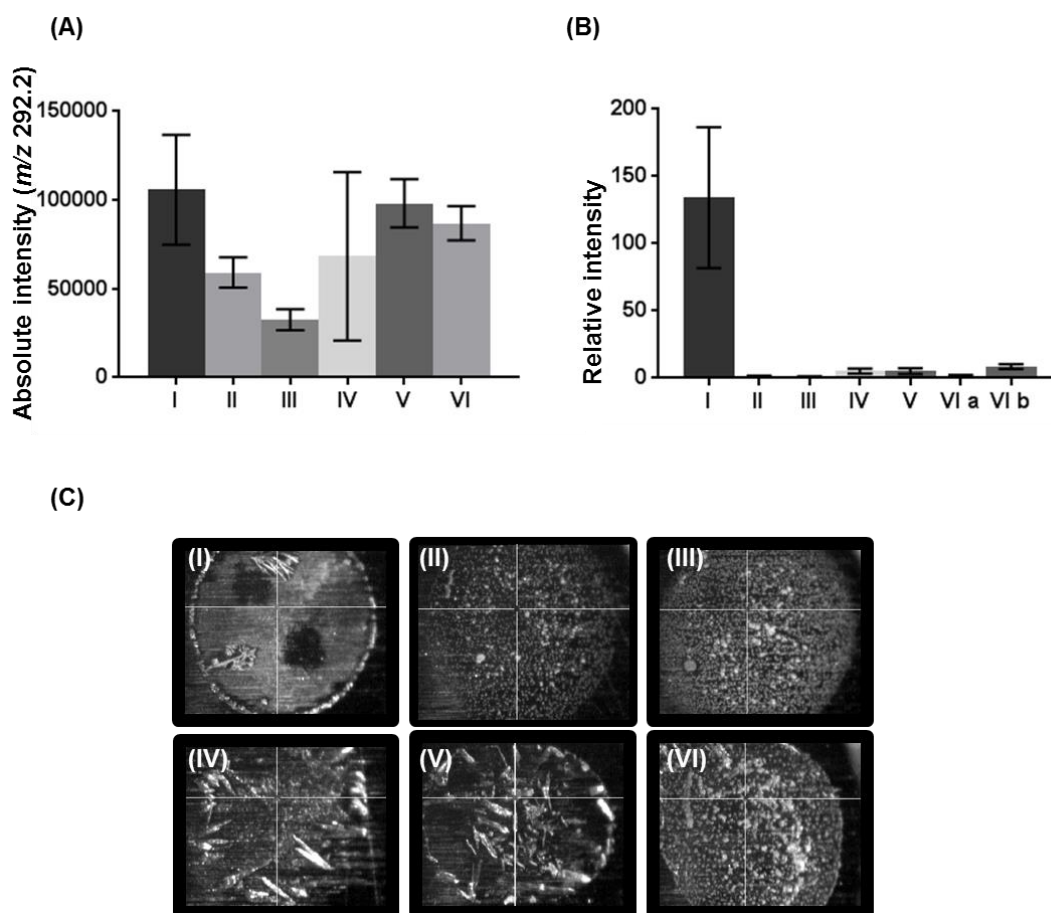 (A)
Absolute intensity (m/z 292.2)
150000
100000
50000
0
I II III IV V VI
(B)
Relative intensity
200
150
100
50
0
I II III IV V VI a VI b
(C)
(I) (II) (III)
(IV) (V) (VI)